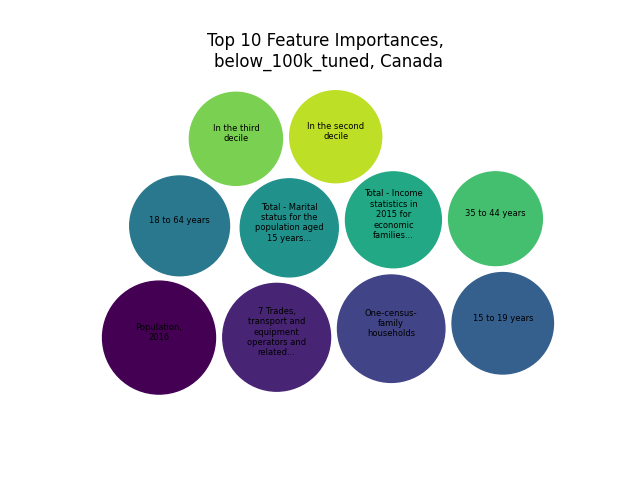 Top 10 Feature Importances,
below_100k_tuned, Canada
In the third
decile
In the second
decile
18 to 64 years
Total - Marital
status for the
population aged
15 years...
Total - Income
statistics in
2015 for
economic
families...
35 to 44 years
Population,
2016
7 Trades,
transport and
equipment
operators and
related...
One-census-
family
households
15 to 19 years